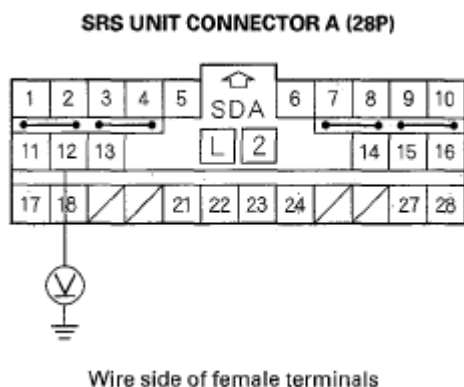 SRS UNIT CONNECTOR A (28P)
1 2 3 4 5 SDA 6 7 8 9 10
11 12 13 L 2 14 15 16
17 18 21 22 23 24 27 28
V
Wire side of female terminals